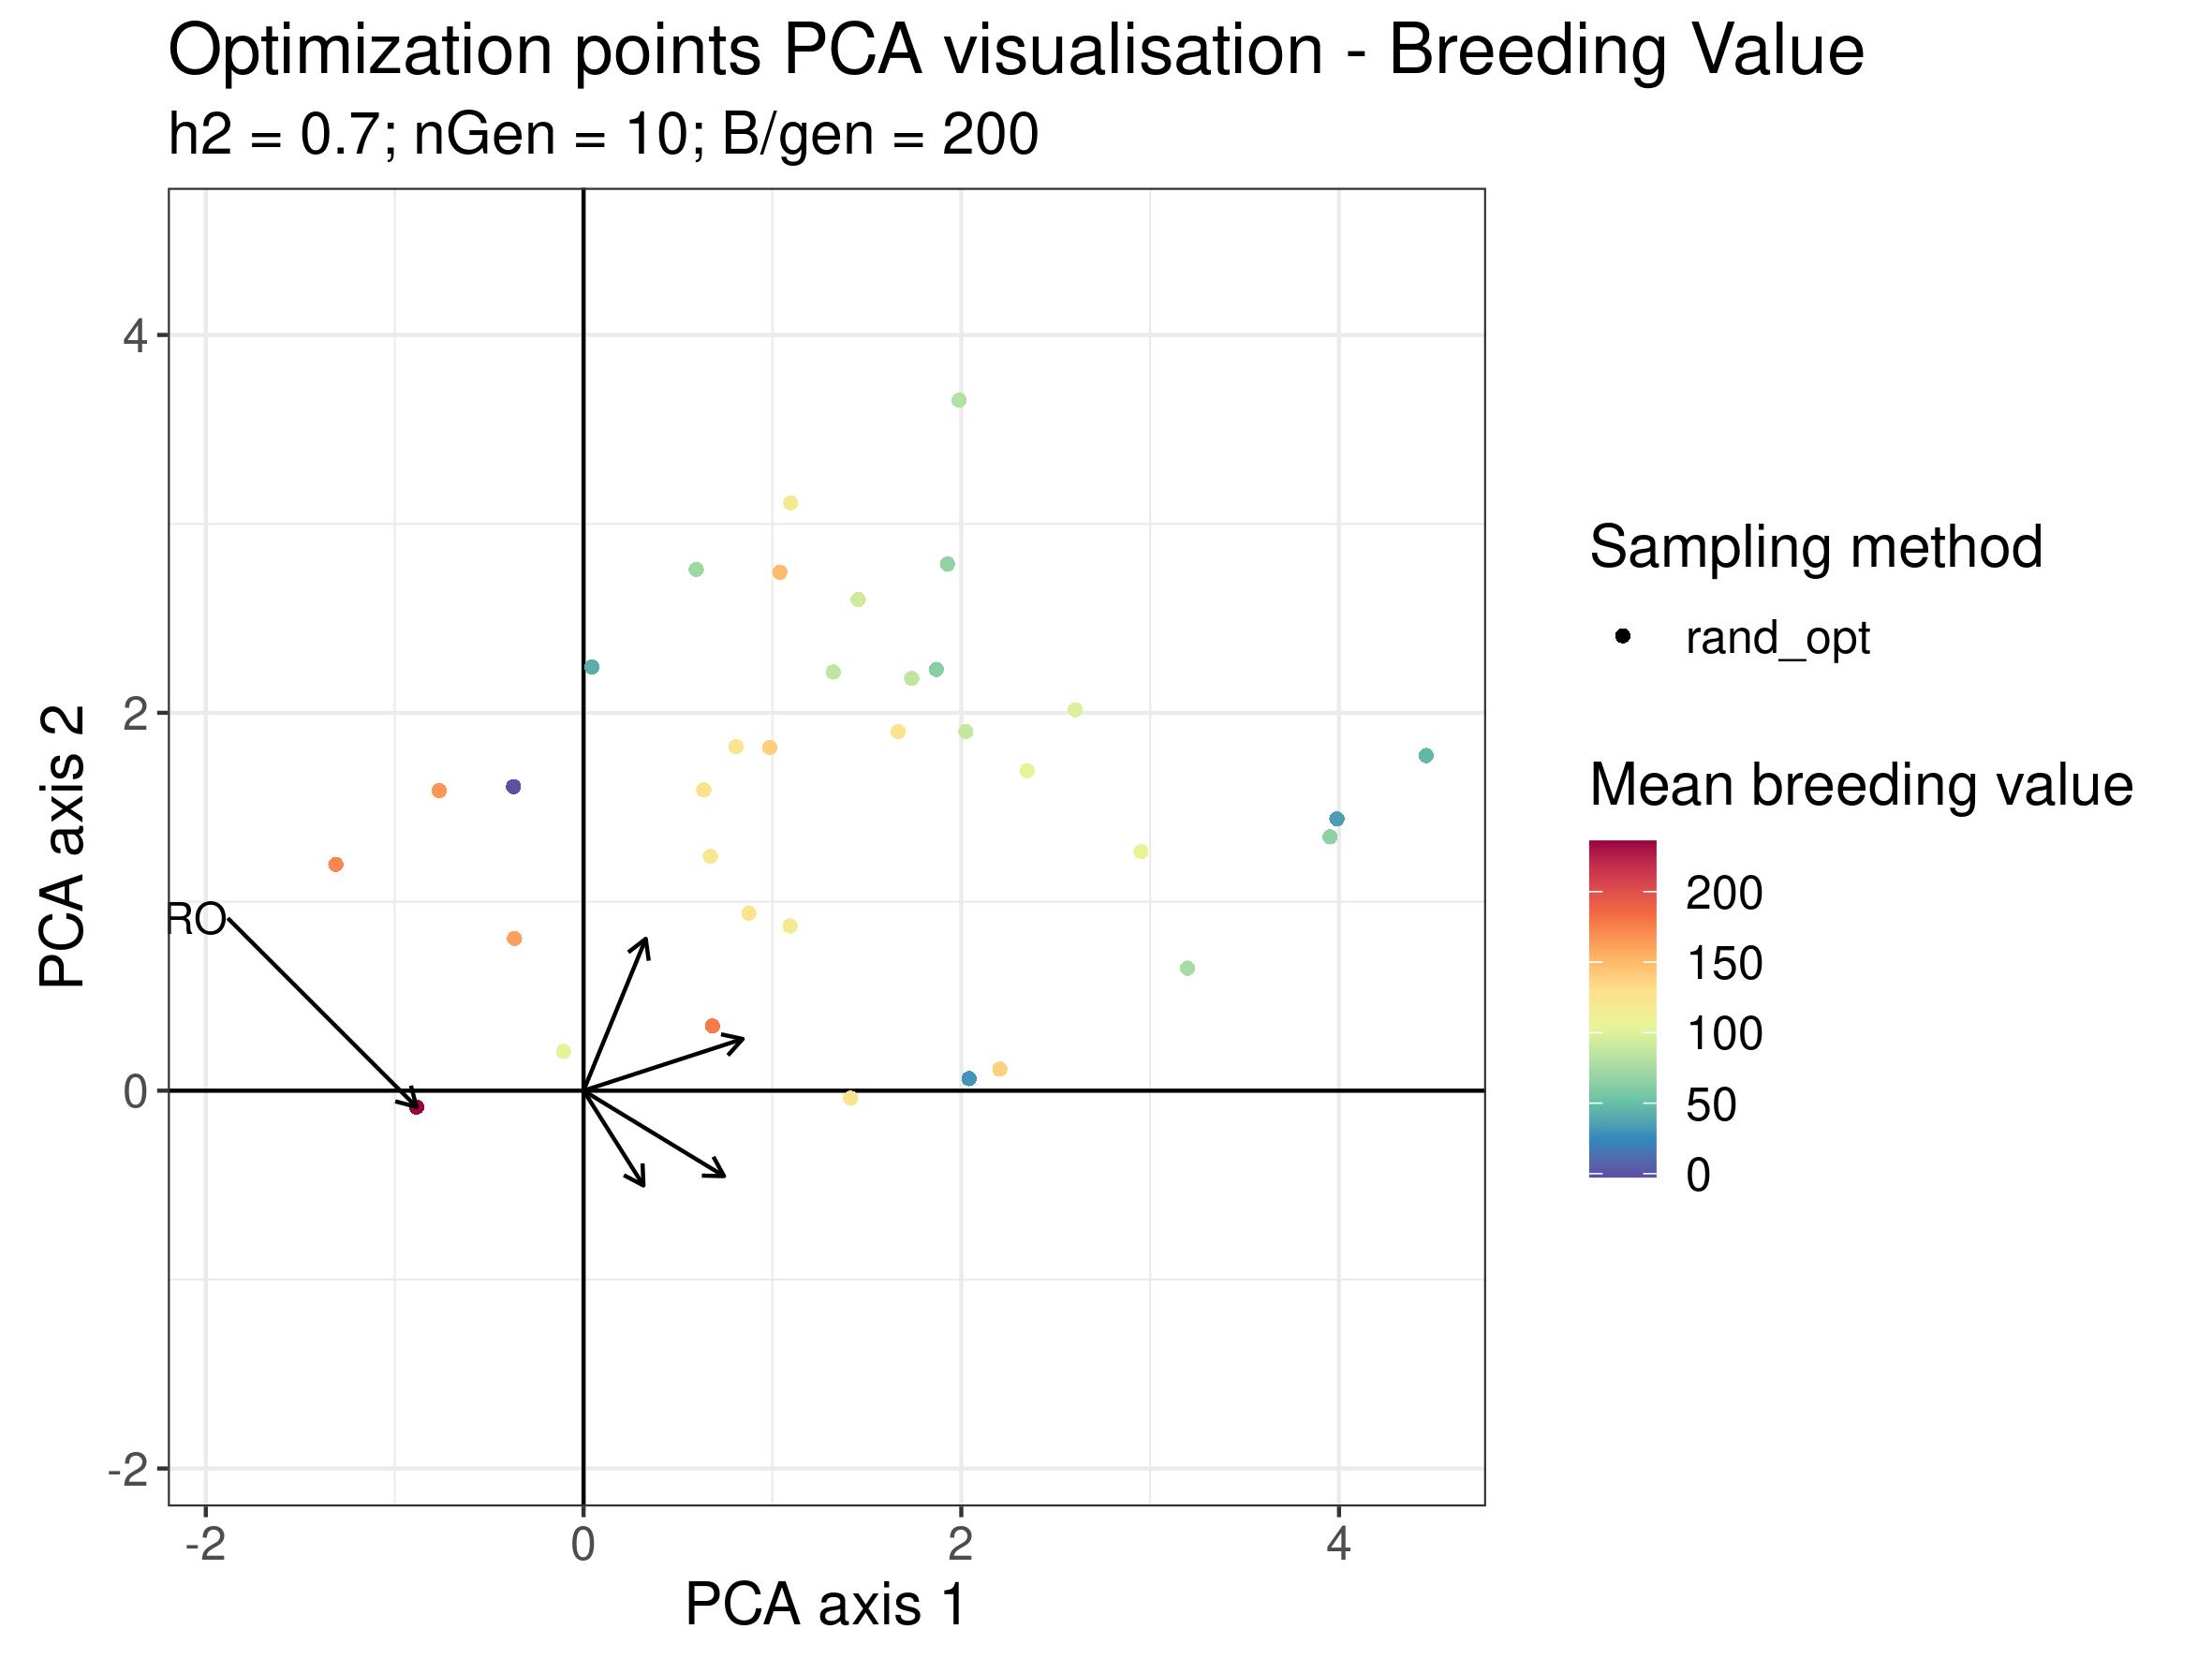 Optimization points PCA visualisation - Breeding Value
h2 = 0.7; nGen = 10; B/gen = 200
4
2
0
-2
PCA axis 2
RO
-2
0
2
4
PCA axis 1
Sampling method
rand_opt
Mean breeding value
200
150
100
50
0